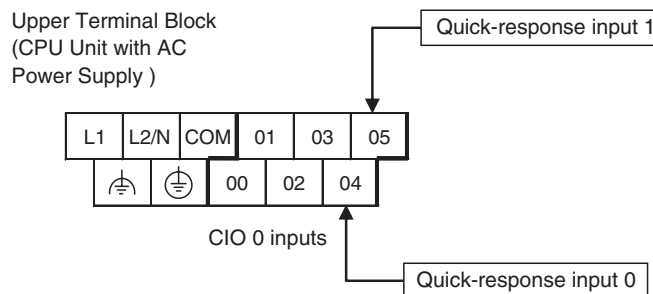 Upper Terminal Block
(CPU Unit with AC
Power Supply )
Quick-response input 1
L1 L2/N COM 01 03 05
00 02 04
CIO 0 inputs
Quick-response input 0